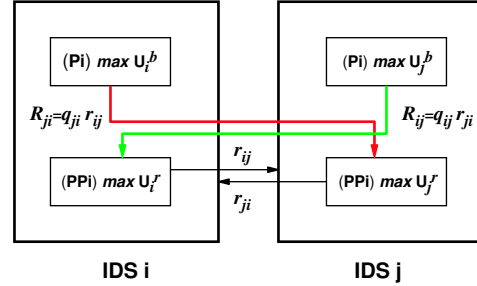 (Pi) max U_i^b
(Pi) max U_j^b
R_ji=q_ji r_ij
R_ij=q_ij r_ji
(PPi) max U_i^r
r_ij
(PPi) max U_j^r
r_ji
IDS i
IDS j